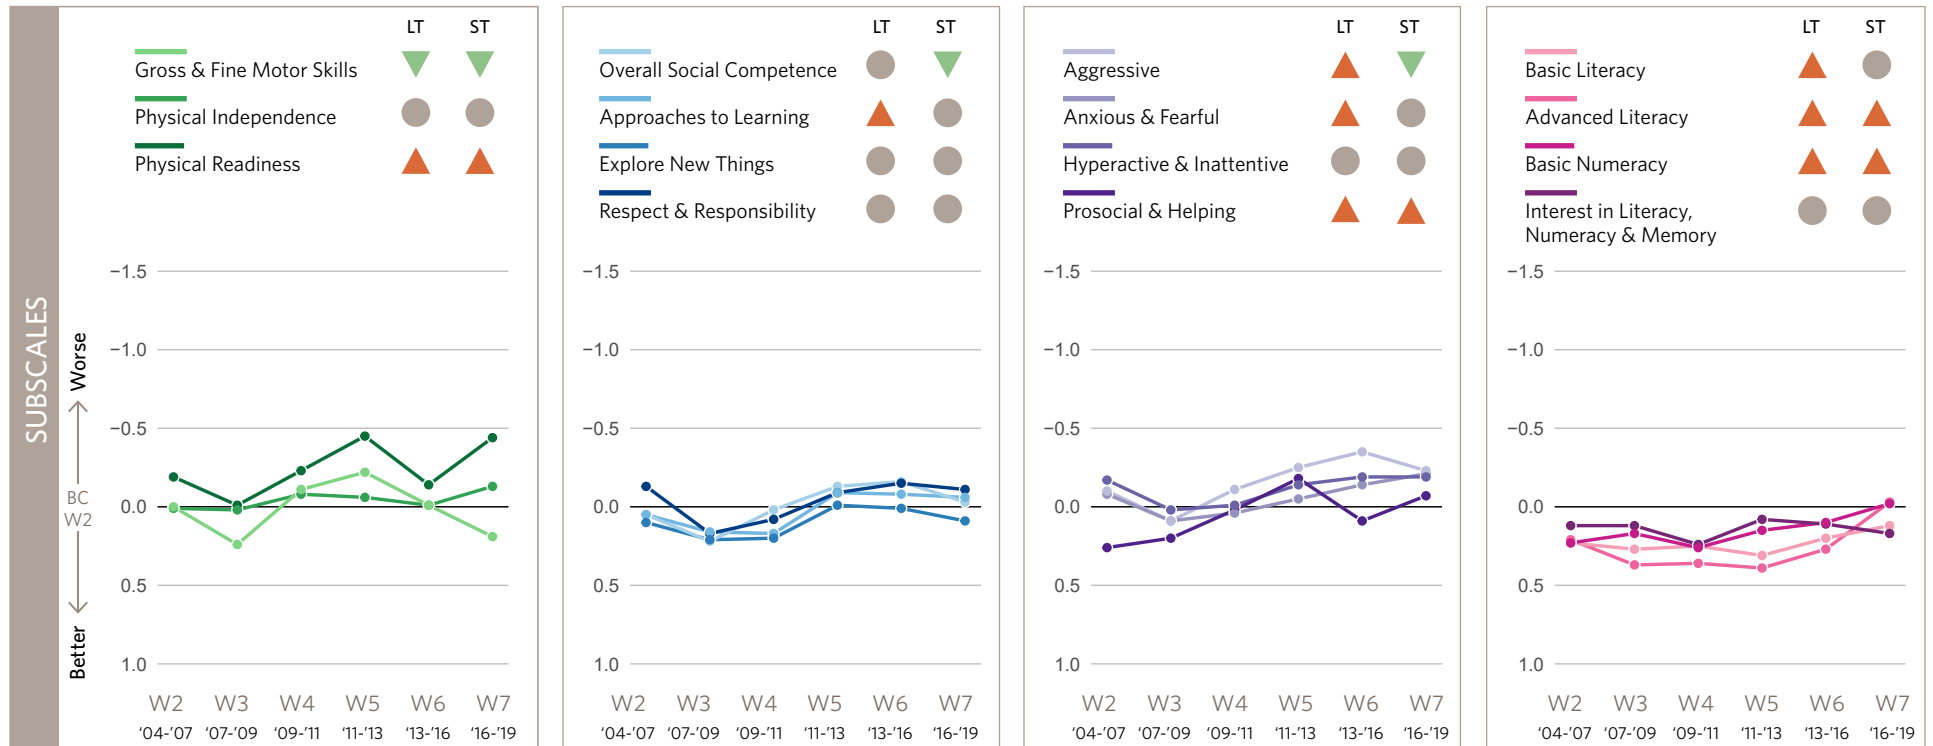 SUBSCALES
Worse
BC
W2
Better
LT ST
Gross & Fine Motor Skills
Physical Independence
Physical Readiness
−1.5
−1.0
−0.5
0.0
0.5
1.0
W2 W3 W4 W5 W6 W7
‘04-’07 ‘07-’09 ‘09-’11 ‘11-’13 ‘13-’16 ‘16-’19
LT ST
Overall Social Competence
Approaches to Learning
Explore New Things
Respect & Responsibility
−1.5
−1.0
−0.5
0.0
0.5
1.0
W2 W3 W4 W5 W6 W7
‘04-’07 ‘07-’09 ‘09-’11 ‘11-’13 ‘13-’16 ‘16-’19
LT ST
Aggressive
Anxious & Fearful
Hyperactive & Inattentive
Prosocial & Helping
−1.5
−1.0
−0.5
0.0
0.5
1.0
W2 W3 W4 W5 W6 W7
‘04-’07 ‘07-’09 ‘09-’11 ‘11-’13 ‘13-’16 ‘16-’19
LT ST
Basic Literacy
Advanced Literacy
Basic Numeracy
Interest in Literacy,
Numeracy & Memory
−1.5
−1.0
−0.5
0.0
0.5
1.0
W2 W3 W4 W5 W6 W7
‘04-’07 ‘07-’09 ‘09-’11 ‘11-’13 ‘13-’16 ‘16-’19